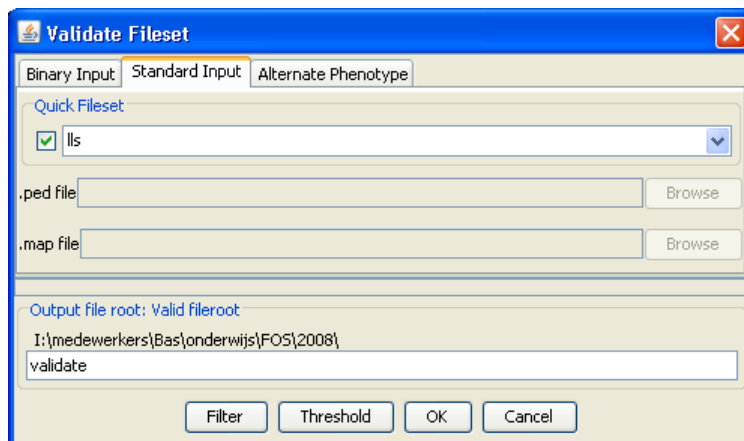 Validate Fileset
Binary Input Standard Input Alternate Phenotype
Quick Fileset
lls
.ped file Browse
.map file Browse
Output file root: Valid fileroot
I:\medewerkers\Bas\onderwijs\FOS\2008\
validate
Filter Threshold OK Cancel